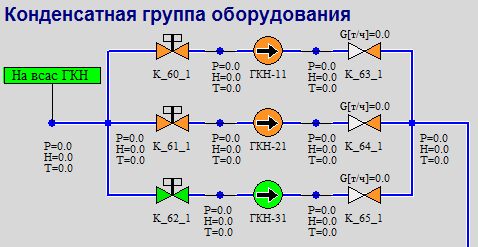 Конденсатная группа оборудования
G[т/ч]=0.0
На всас ГКН
K_60_1
P=0.0
H=0.0
T=0.0
ГКН-11
P=0.0
H=0.0
T=0.0
K_63_1
G[т/ч]=0.0
P=0.0
H=0.0
T=0.0
P=0.0
H=0.0
T=0.0
K_61_1
P=0.0
H=0.0
T=0.0
ГКН-21
P=0.0
H=0.0
T=0.0
K_64_1
P=0.0
H=0.0
T=0.0
G[т/ч]=0.0
K_62_1
P=0.0
H=0.0
T=0.0
ГКН-31
P=0.0
H=0.0
T=0.0
K_65_1